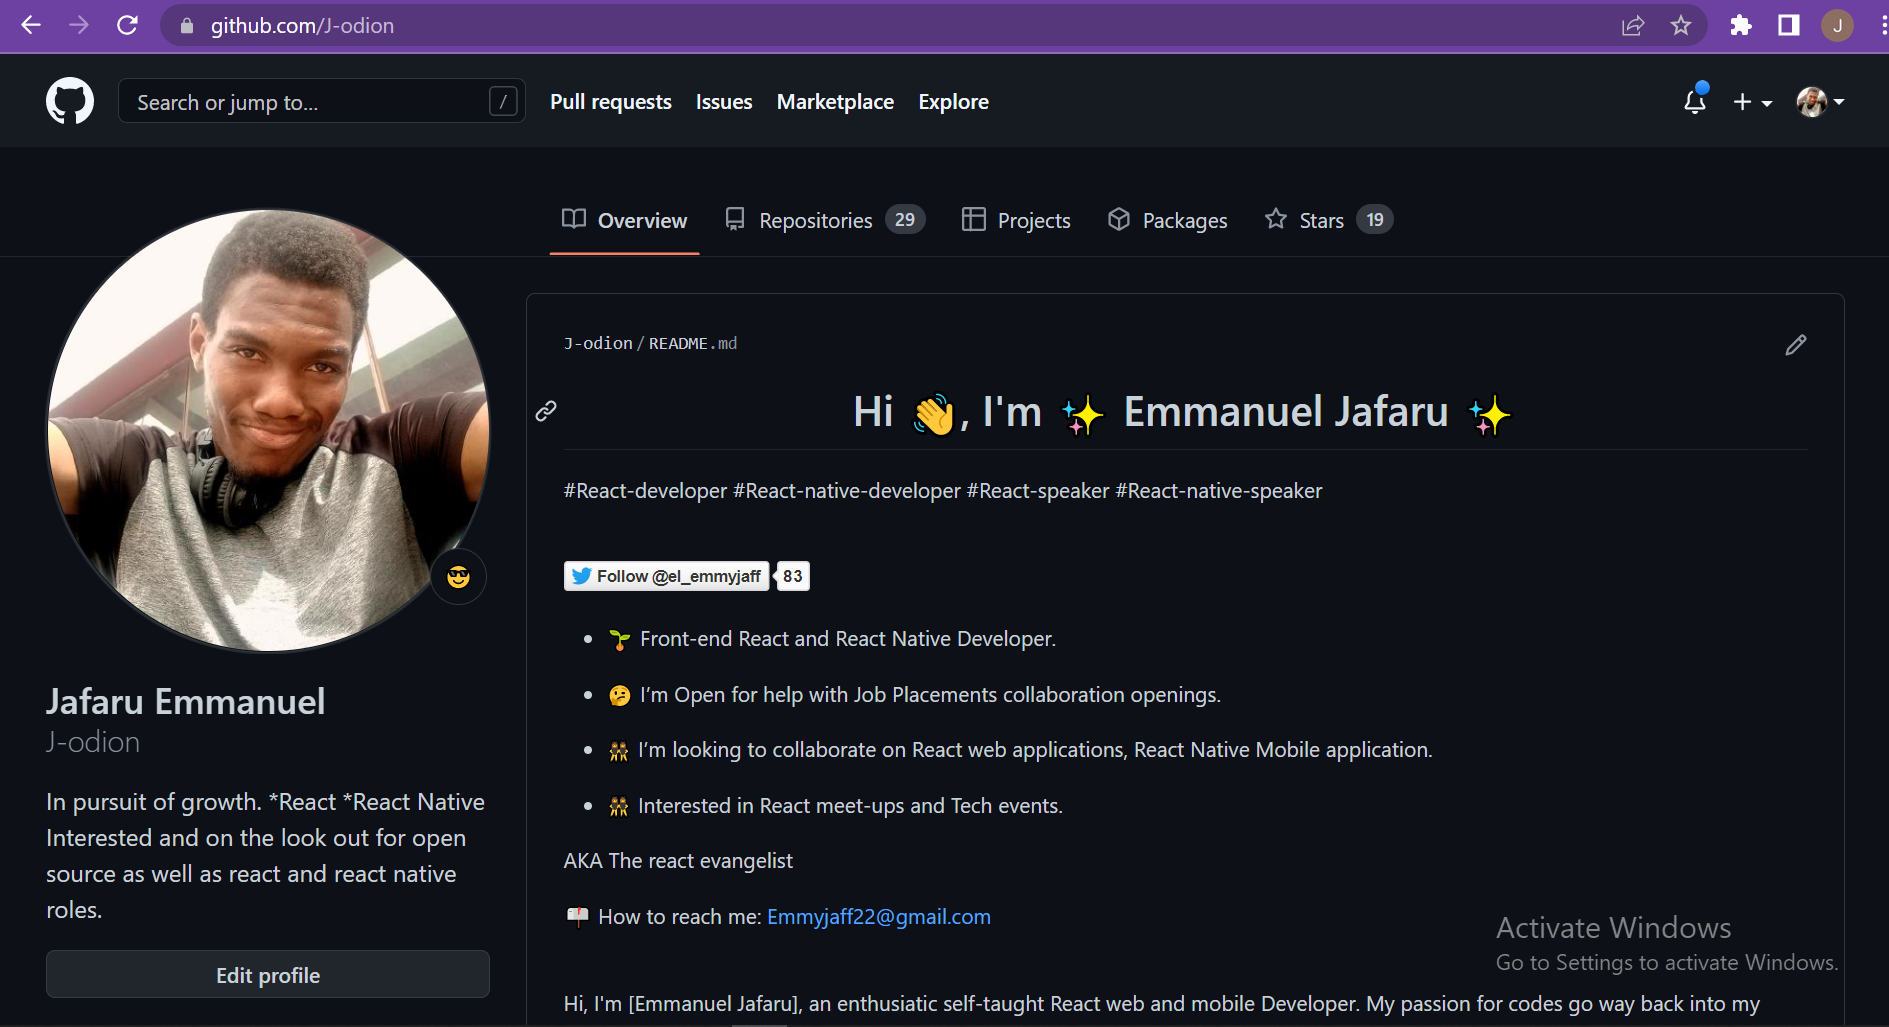 github.com/J-odion
J
Search or jump to... /
Pull requests Issues Marketplace Explore
Overview Repositories 29 Projects Packages Stars 19
J-odion / README.md
Hi 👋, I'm ✨ Emmanuel Jafaru ✨
#React-developer #React-native-developer #React-speaker #React-native-speaker
Follow @el_emmyjaff 83
🌱 Front-end React and React Native Developer.
🤔 I’m Open for help with Job Placements collaboration openings.
👯 I’m looking to collaborate on React web applications, React Native Mobile application.
👯 Interested in React meet-ups and Tech events.
AKA The react evangelist
📫 How to reach me: Emmyjaff22@gmail.com
Hi, I'm [Emmanuel Jafaru], an enthusiatic self-taught React web and mobile Developer. My passion for codes go way back into my
Jafaru Emmanuel
J-odion
In pursuit of growth. *React *React Native
Interested and on the look out for open
source as well as react and react native
roles.
Edit profile
Activate Windows
Go to Settings to activate Windows.